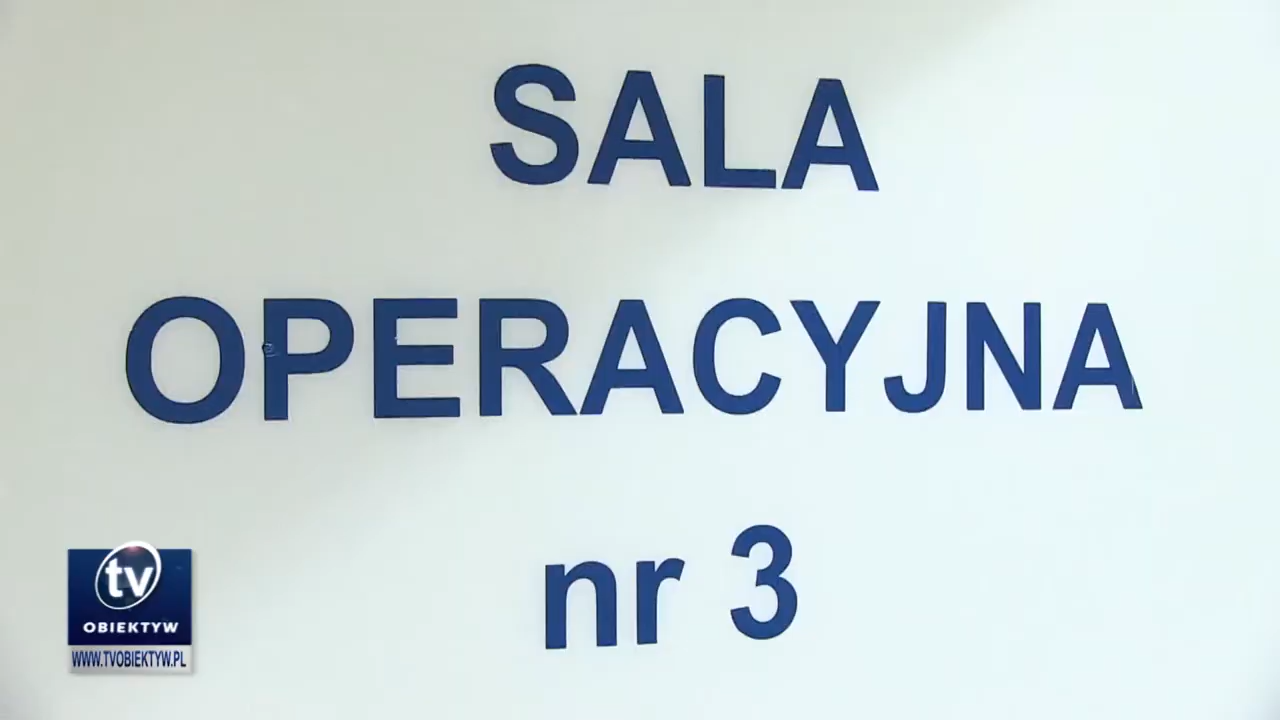 SALA
OPERACYJNA
nr 3
tv
OBIEKTYW
WWW.TVOBIEKTYW.PL